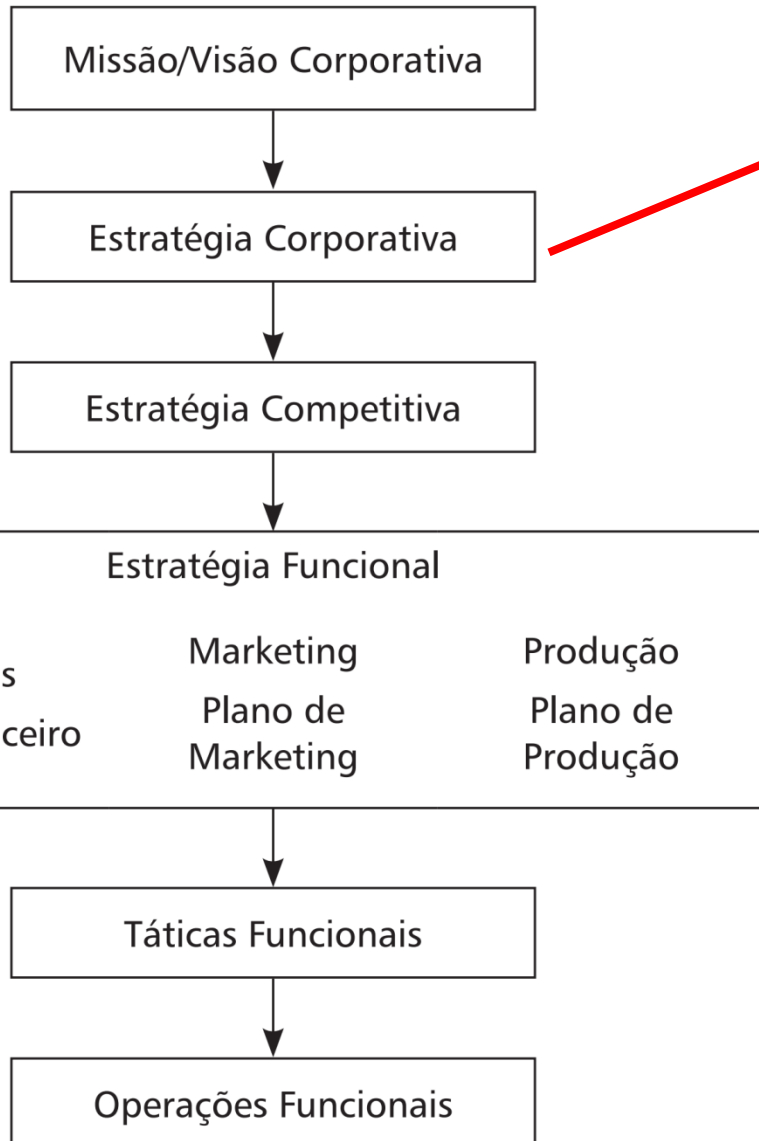 Missão/Visão Corporativa
Estratégia Corporativa
Estratégia Competitiva
Estratégia Funcional
Marketing
Produção
s
Plano de
Plano de
ceiro
Marketing
Produção
Táticas Funcionais
Operações Funcionais